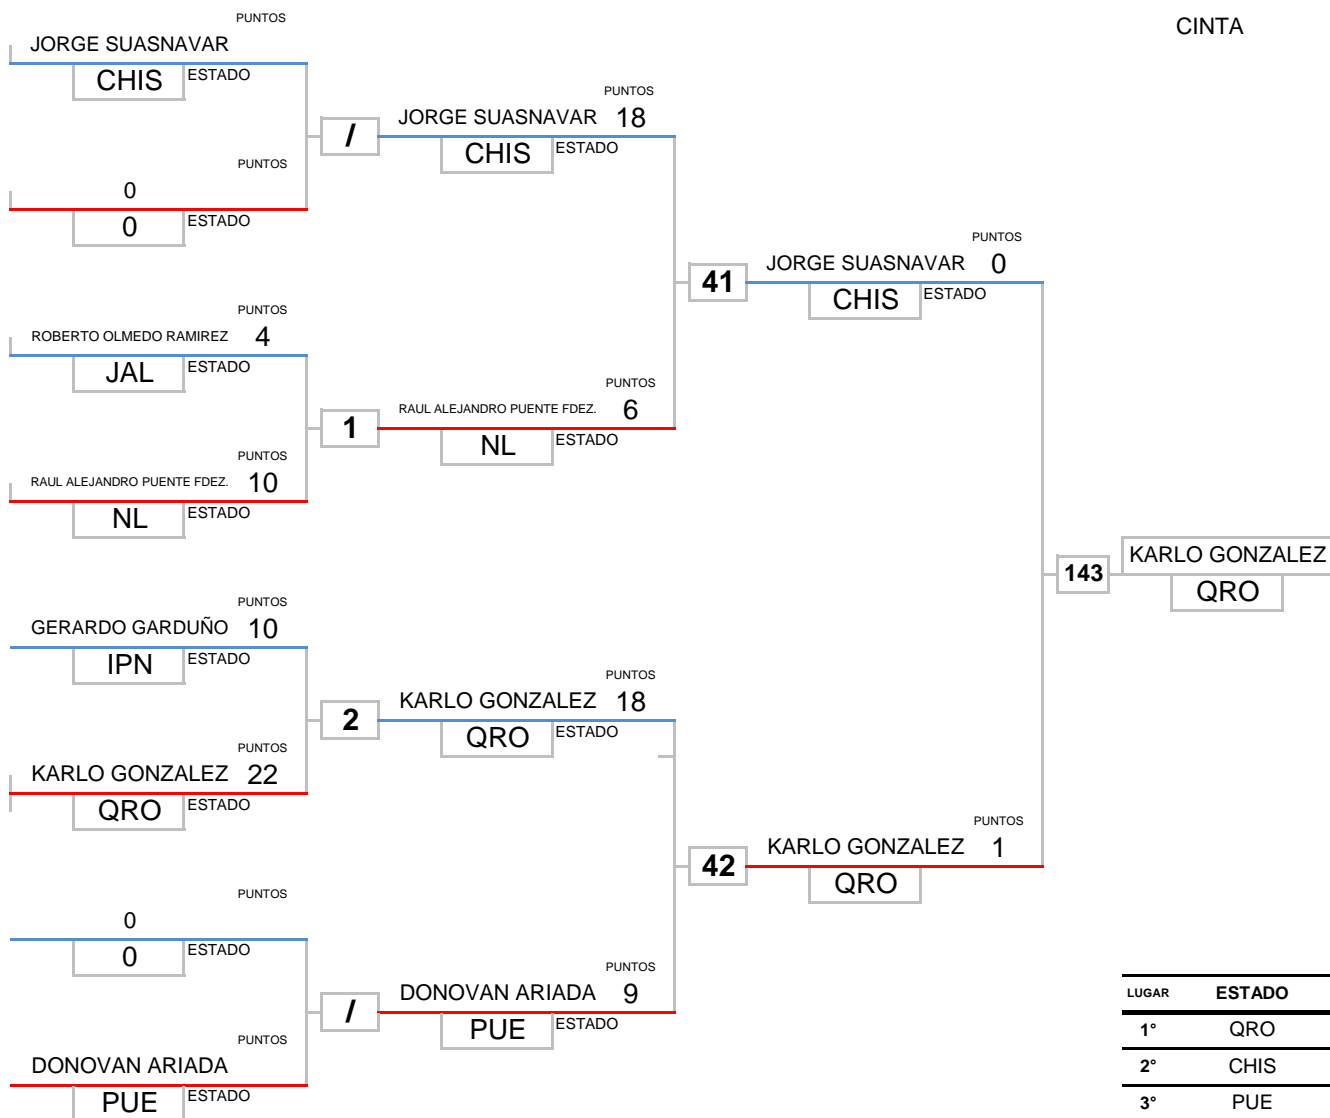 PUNTOS
CINTA
JORGE SUASNAVAR
CHIS ESTADO
PUNTOS
JORGE SUASNAVAR 18
/
CHIS ESTADO
PUNTOS
0
0 ESTADO
PUNTOS
JORGE SUASNAVAR 0
41
CHIS ESTADO
PUNTOS
ROBERTO OLMEDO RAMIREZ 4
JAL ESTADO
PUNTOS
RAUL ALEJANDRO PUENTE FDEZ. 6
1
NL ESTADO
PUNTOS
RAUL ALEJANDRO PUENTE FDEZ. 10
NL ESTADO
KARLO GONZALEZ
143
QRO
PUNTOS
GERARDO GARDUÑO 10
IPN ESTADO
PUNTOS
KARLO GONZALEZ 18
2
QRO ESTADO
PUNTOS
KARLO GONZALEZ 22
QRO ESTADO
PUNTOS
KARLO GONZALEZ 1
42
QRO
PUNTOS
0
0 ESTADO
PUNTOS
DONOVAN ARIADA 9
/
PUE ESTADO
PUNTOS
DONOVAN ARIADA
PUE ESTADO
LUGAR ESTADO
1° QRO
2° CHIS
3° PUE